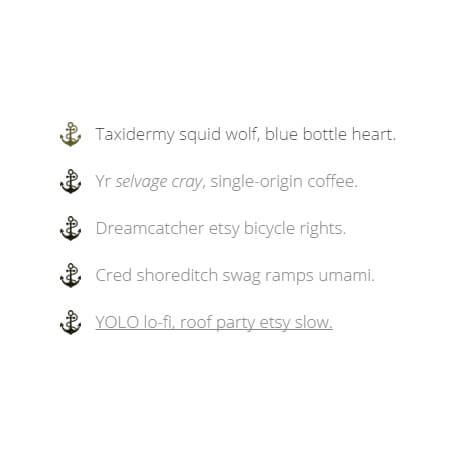 Taxidermy squid wolf, blue bottle heart.
Yr selvage cray, single-origin coffee.
Dreamcatcher etsy bicycle rights.
Cred shoreditch swag ramps umami.
YOLO lo-fi, roof party etsy slow.